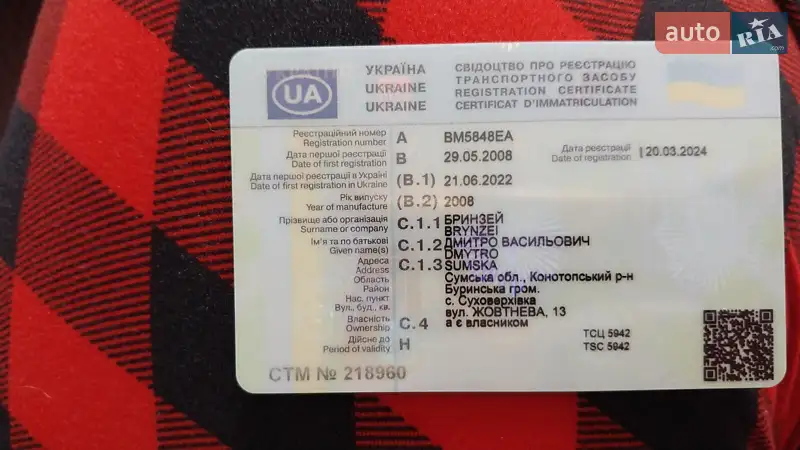 auto RIA.com
UA
УКРАЇНА
UKRAINE
UKRAINE
СВІДОЦТВО ПРО РЕЄСТРАЦІЮ
ТРАНСПОРТНОГО ЗАСОБУ
REGISTRATION CERTIFICATE
CERTIFICAT D'IMMATRICULATION
Реєстраційний номер
Registration number
A
BM5848EA
Дата першої реєстрації
Date of first registration
B
29.05.2008
Дата реєстрації
Date of registration
20.03.2024
Дата першої реєстрації в Україні
Date of first registration in Ukraine
(B.1)
21.06.2022
Рік випуску
Year of manufacture
(B.2)
2008
Прізвище або організація
Surname or company
C.1.1
БРИНЗЕЙ
BRYNZEI
Ім'я та по батькові
Given name(s)
C.1.2
ДМИТРО ВАСИЛЬОВИЧ
DMYTRO
Адреса
Address
C.1.3
SUMSKA
Область
Сумська обл., Конотопський р-н
Район
Буринська гром.
Нас. пункт
с. Суховерхівка
Вул., буд., кв.
вул. ЖОВТНЕВА, 13
Власність
Ownership
C.4
а є власником
Дійсне до
Period of validity
H
ТСЦ 5942
TSC 5942
СТМ № 218960